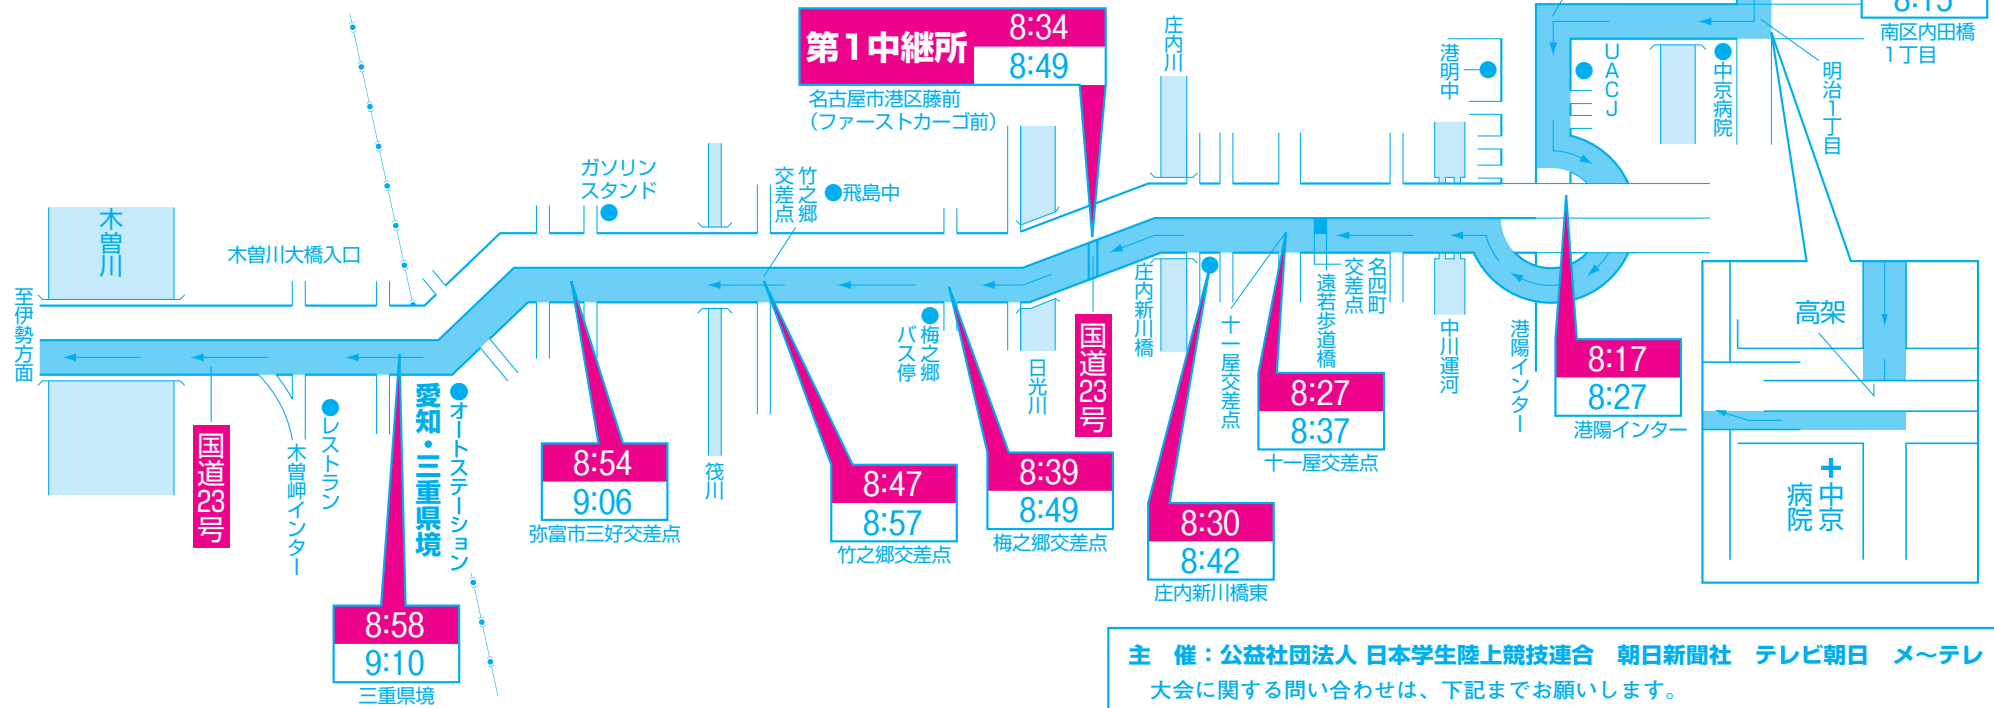 8:15
南区内田橋
1丁目
第1中継所
8:34
8:49
名古屋市港区藤前
（ファーストカーゴ前）
庄内川
港明中
UACJ
中京病院
明治1丁目
ガソリン
スタンド
竹之郷
交差点
飛島中
木曽川
木曽川大橋入口
至伊勢方面
国道23号
木曽岬インター
レストラン
愛知・三重県境
オートステーション
8:58
9:10
三重県境
8:54
9:06
弥富市三好交差点
筏川
8:47
8:57
竹之郷交差点
梅之郷
バス停
8:39
8:49
梅之郷交差点
日光川
国道23号
庄内新川橋
8:30
8:42
庄内新川橋東
十一屋交差点
8:27
8:37
十一屋交差点
遠若歩道橋
名四町
交差点
中川運河
港陽インター
8:17
8:27
港陽インター
高架
中京
病院
主　催：公益社団法人 日本学生陸上競技連合　朝日新聞社　テレビ朝日　メ〜テレ
大会に関する問い合わせは、下記までお願いします。